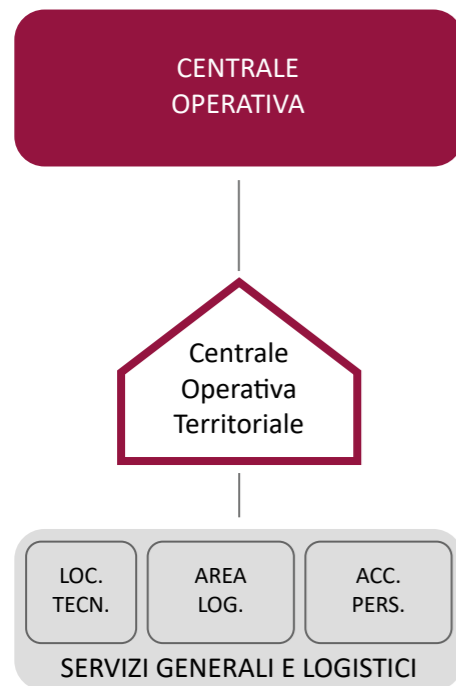 CENTRALE
OPERATIVA
Centrale
Operativa
Territoriale
LOC.
TECN.
AREA
LOG.
ACC.
PERS.
SERVIZI GENERALI E LOGISTICI